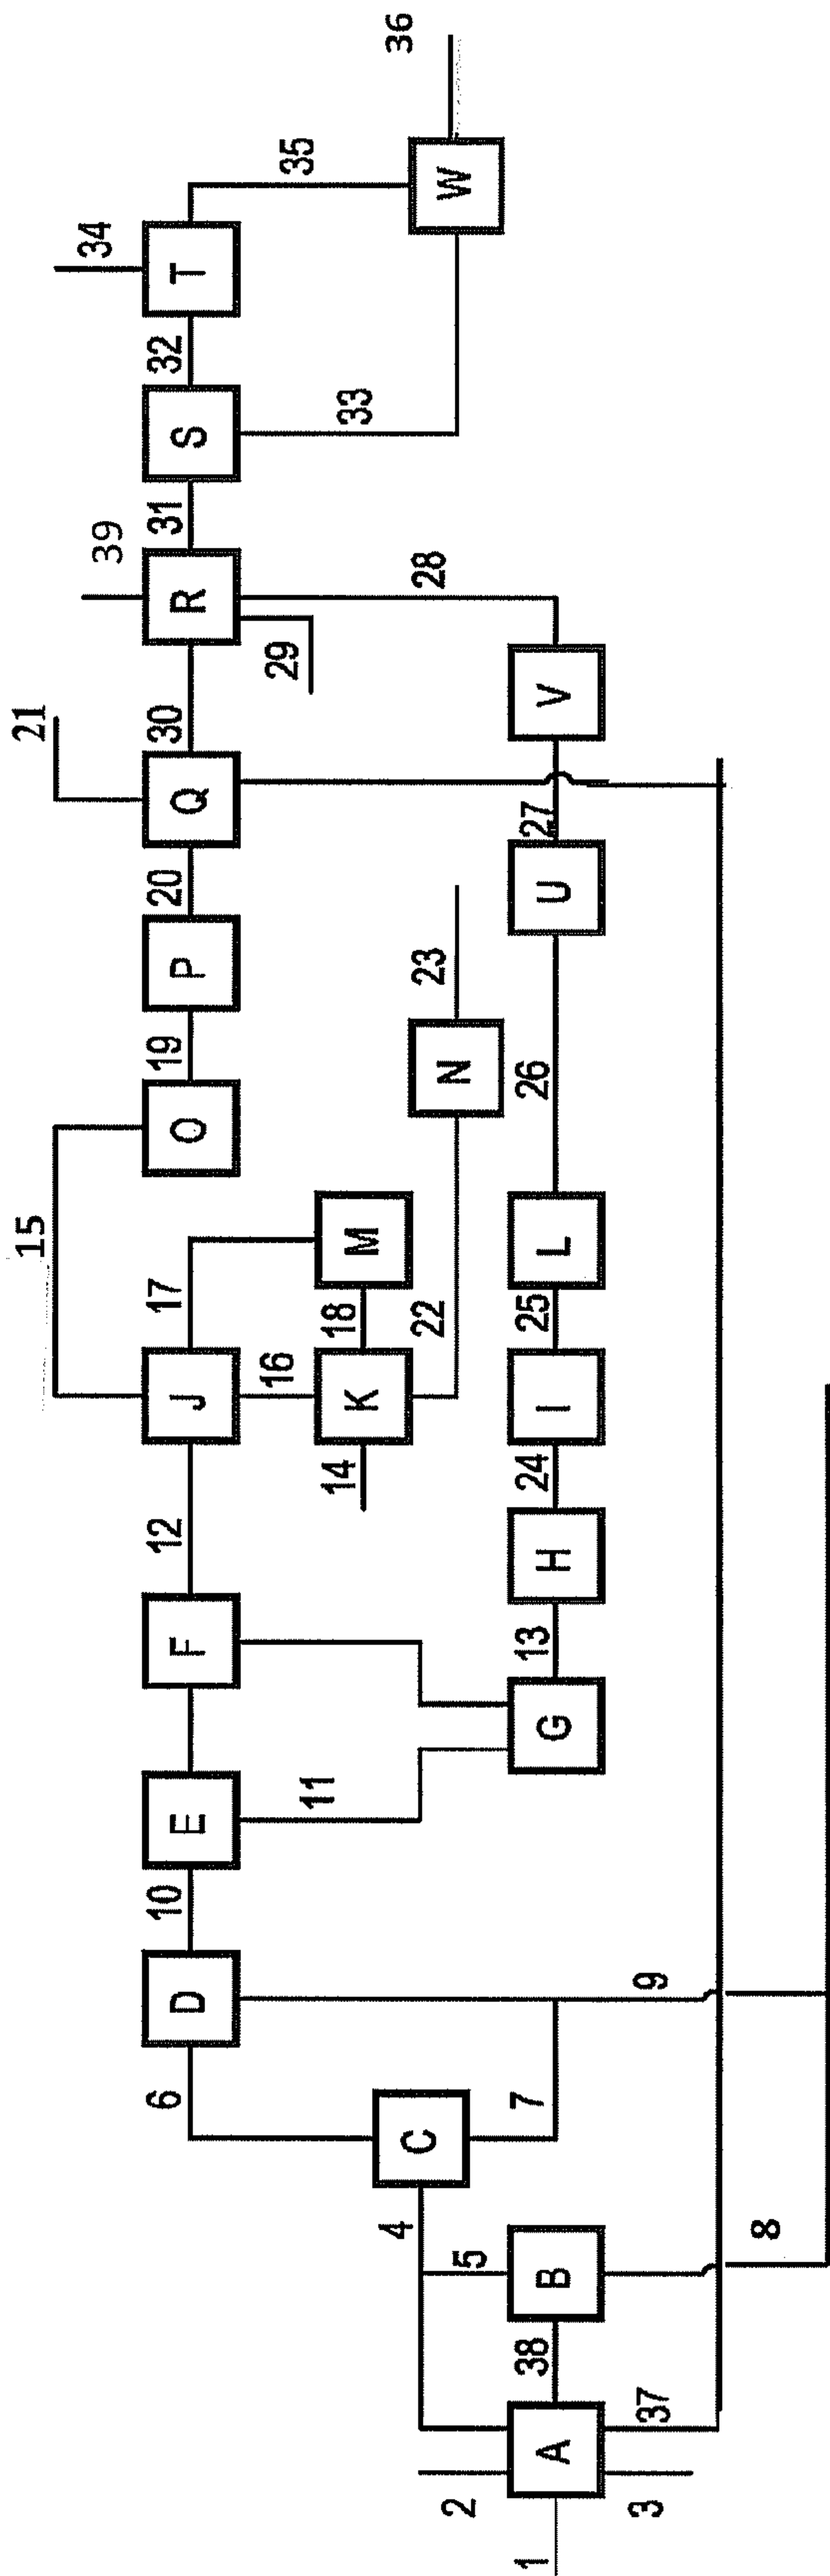 15 21
39 34
6 10 12 17 19 20 30 31 32
D E F J O P Q R S T
16 29 35
11
14 18 33
K M
4 36
C 22 23 28
2 5 N W
1 38 7 13 24 25 26 27
A B G H I L U V
3 37 9
8